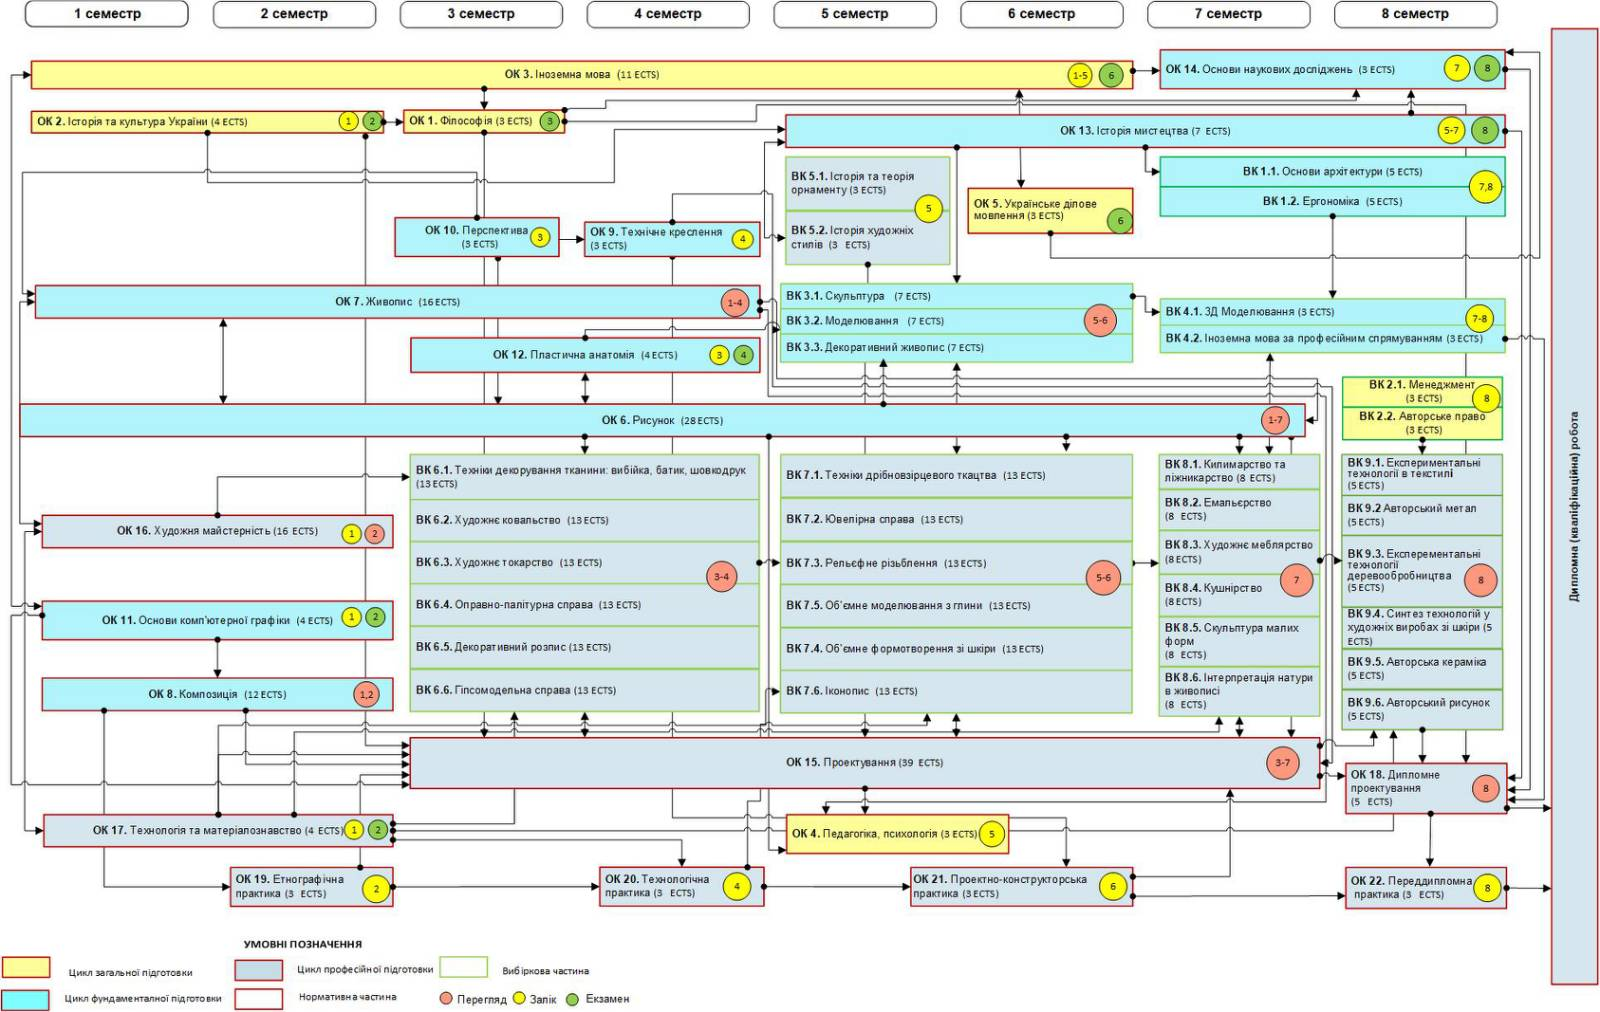 1 семестр
2 семестр
3 семестр
4 семестр
5 семестр
6 семестр
7 семестр
8 семестр
ОК 3. Іноземна мова (11 ECTS)
1-5
6
ОК 14. Основи наукових досліджень (3 ECTS)
7
8
ОК 2. Історія та культура України (4 ECTS)
1
2
ОК 1. Філософія (3 ECTS)
3
ОК 13. Історія мистецтва (7 ECTS)
5-7
8
ВК 5.1. Історія та теорія
орнаменту (3 ECTS)
5
ВК 5.2. Історія художніх
стилів (3 ECTS)
ОК 5. Українське ділове
мовлення (3 ECTS)
6
ВК 1.1. Основи архітектури (5 ECTS)
7,8
ВК 1.2. Ергономіка (5 ECTS)
ОК 10. Перспектива
(3 ECTS)
3
ОК 9. Технічне креслення
(3 ECTS)
4
ОК 7. Живопис (16 ECTS)
1-4
ВК 3.1. Скульптура (7 ECTS)
ВК 3.2. Моделювання (7 ECTS)
5-6
ВК 3.3. Декоративний живопис (7 ECTS)
ВК 4.1. 3Д Моделювання (3 ECTS)
7-8
ВК 4.2. Іноземна мова за професійним спрямуванням (3 ECTS)
ОК 12. Пластична анатомія (4 ECTS)
3
4
ВК 2.1. Менеджмент
(3 ECTS)
8
ВК 2.2. Авторське право
(3 ECTS)
ОК 6. Рисунок (28 ECTS)
1-7
ВК 6.1. Техніки декорування тканини: вибійка, батик, шовкодрук
(13 ECTS)
ВК 6.2. Художнє ковальство (13 ECTS)
ВК 6.3. Художнє токарство (13 ECTS)
3-4
ВК 6.4. Оправно-палітурна справа (13 ECTS)
ВК 6.5. Декоративний розпис (13 ECTS)
ВК 6.6. Гіпсомодельна справа (13 ECTS)
ВК 7.1. Техніки дрібновзірцевого ткацтва (13 ECTS)
ВК 7.2. Ювелірна справа (13 ECTS)
ВК 7.3. Рельєфне різьблення (13 ECTS)
5-6
ВК 7.5. Об'ємне моделювання з глини (13 ECTS)
ВК 7.4. Об'ємне формотворення зі шкіри (13 ECTS)
ВК 7.6. Іконопис (13 ECTS)
ВК 8.1. Килимарство та
ліжникарство (8 ECTS)
ВК 8.2. Емальєрство
(8 ECTS)
ВК 8.3. Художнє меблярство
(8 ECTS)
7
ВК 8.4. Кушнірство
(8 ECTS)
ВК 8.5. Скульптура малих
форм
(8 ECTS)
ВК 8.6. Інтерпретація натури
в живописі
(8 ECTS)
ВК 9.1. Експериментальні
технології в текстилі
(5 ECTS)
ВК 9.2 Авторський метал
(5 ECTS)
ВК 9.3. Експерементальні
технології
деревообробництва
(5 ECTS)
8
ВК 9.4. Синтез технологій у
художніх виробах зі шкіри (5
ECTS)
ВК 9.5. Авторська кераміка
(5 ECTS)
ВК 9.6. Авторський рисунок
(5 ECTS)
ОК 16. Художня майстерність (16 ECTS)
1
2
ОК 11. Основи комп'ютерної графіки (4 ECTS)
1
2
ОК 8. Композиція (12 ECTS)
1,2
ОК 15. Проектування (39 ECTS)
3-7
ОК 18. Дипломне
проектування
(5 ECTS)
8
ОК 17. Технологія та матеріалознавство (4 ECTS)
1
2
ОК 4. Педагогіка, психологія (3 ECTS)
5
ОК 19. Етнографічна
практика (3 ECTS)
2
ОК 20. Технологічна
практика (3 ECTS)
4
ОК 21. Проектно-конструкторська
практика (3 ECTS)
6
ОК 22. Переддипломна
практика (3 ECTS)
8
Дипломна (кваліфікаційна) робота
УМОВНІ ПОЗНАЧЕННЯ
Цикл загальної підготовки
Цикл професійної підготовки
Вибіркова частина
Цикл фундаменталної підготовки
Нормативна частина
Перегляд
Залік
Екзамен